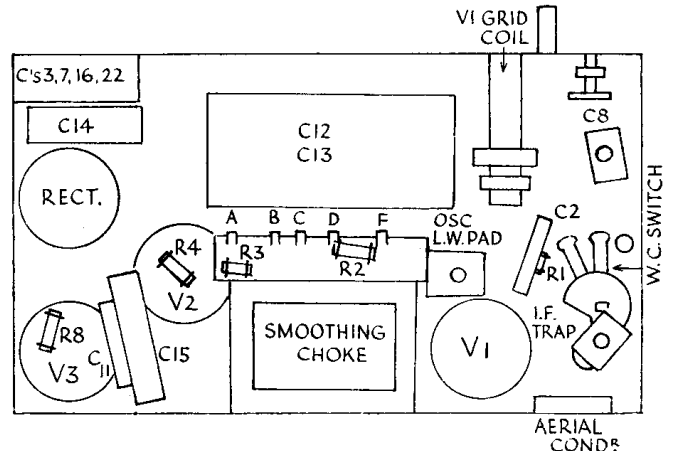 V1 GRID
COIL
C's 3,7,16,22
C14
C12
C13
C8
RECT.
A B C D F
OSC
L.W. PAD
C2
R4
R3
R2
R1
W.C. SWITCH
V2
I.F.
TRAP
R8
C11
C15
V3
SMOOTHING
CHOKE
V1
AERIAL
CONDR